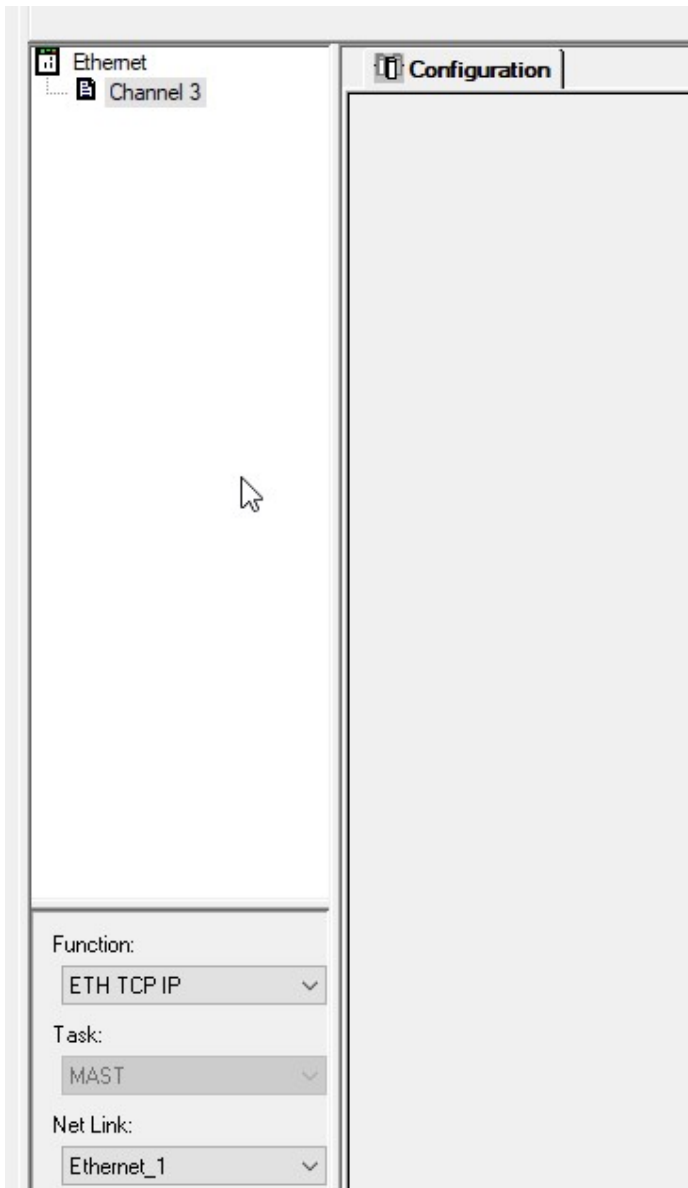 Ethernet
Channel 3
Configuration
Function:
ETH TCP IP
Task:
MAST
Net Link:
Ethernet_1